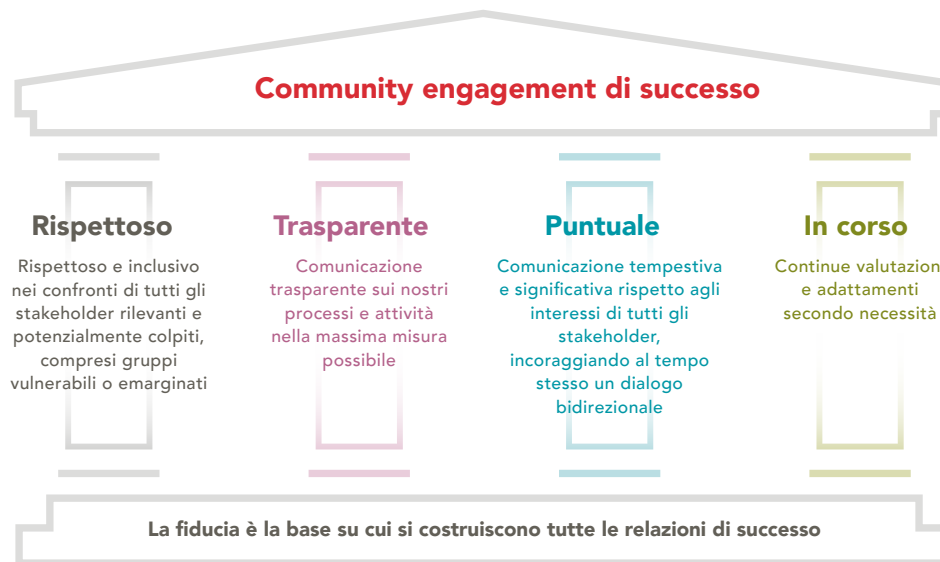 Community engagement di successo
Rispettoso
Rispettoso e inclusivo
nei confronti di tutti gli
stakeholder rilevanti e
potenzialmente colpiti,
compresi gruppi
vulnerabili o emarginati
Trasparente
Comunicazione
trasparente sui nostri
processi e attività
nella massima misura
possibile
Puntuale
Comunicazione tempestiva
e significativa rispetto agli
interessi di tutti gli
stakeholder,
incoraggiando al tempo
stesso un dialogo
bidirezionale
In corso
Continue valutazion
e adattamenti
secondo necessità
La fiducia è la base su cui si costruiscono tutte le relazioni di successo